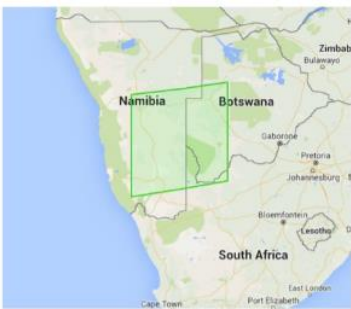 Zimbab
Bulawayo
Namibia
Botswana
Gaborone
Pretoria
Johannesburg
Bloemfontein
Lesotho
South Africa
East London
Cape Town
Port Elizabeth